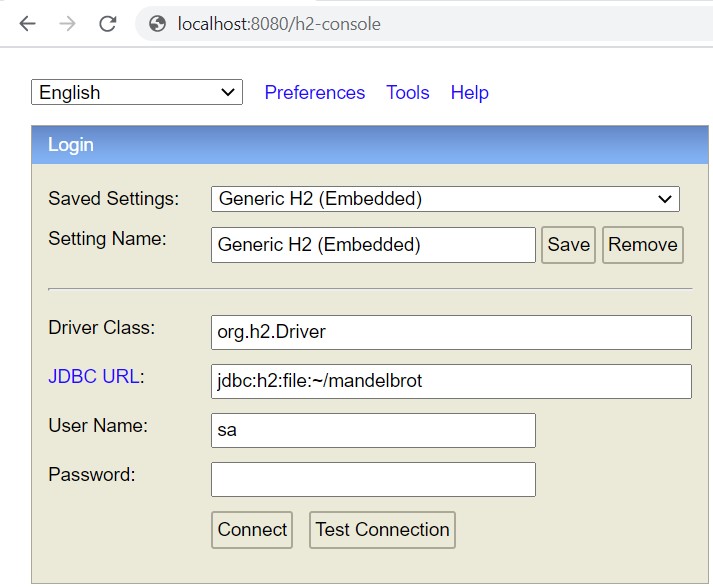 localhost:8080/h2-console
English Preferences Tools Help
Login
Saved Settings: Generic H2 (Embedded)
Setting Name: Generic H2 (Embedded) Save Remove
Driver Class: org.h2.Driver
JDBC URL: jdbc:h2:file:~/mandelbrot
User Name: sa
Password:
Connect Test Connection